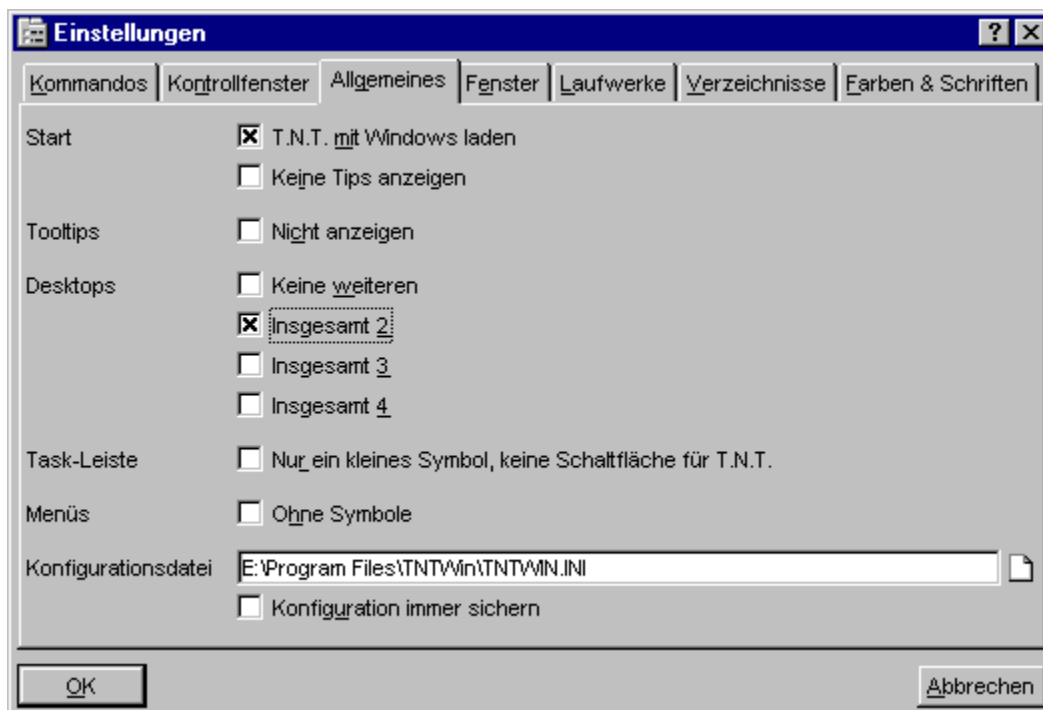 Einstellungen
Kommandos Kontrollfenster Allgemeines Fenster Laufwerke Verzeichnisse Farben & Schriften
Start T.N.T. mit Windows laden
Keine Tips anzeigen
Tooltips Nicht anzeigen
Desktops Keine weiteren
Insgesamt 2
Insgesamt 3
Insgesamt 4
Task-Leiste Nur ein kleines Symbol, keine Schaltfläche für T.N.T.
Menüs Ohne Symbole
Konfigurationsdatei E:\Program Files\TNTWin\TNTWIN.INI
Konfiguration immer sichern
OK Abbrechen